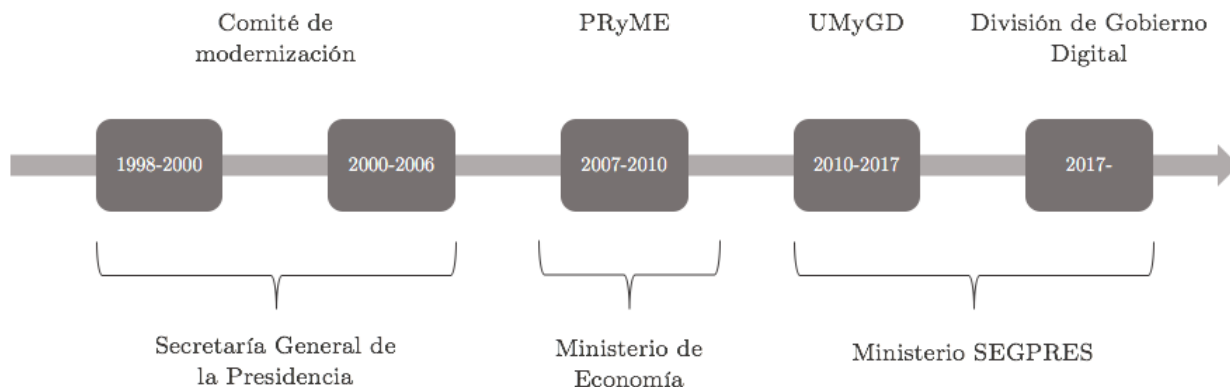 Comité de
modernización
PRyME
UMyGD
División de Gobierno
Digital
1998-2000
2000-2006
2007-2010
2010-2017
2017-
Secretaría General de
la Presidencia
Ministerio de
Economía
Ministerio SEGPRES